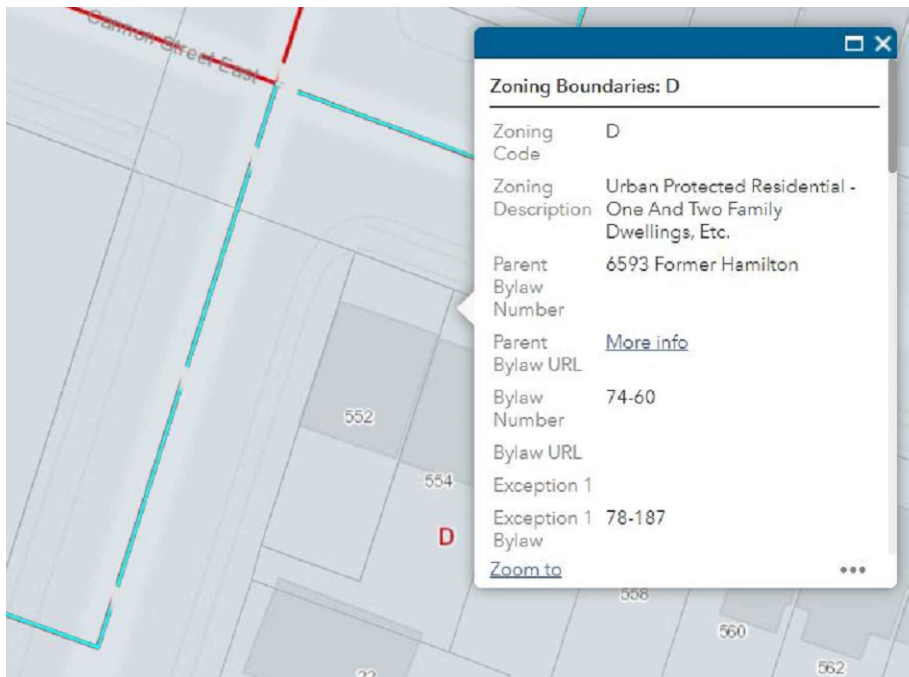 Cannon Street East
Zoning Boundaries: D
Zoning
Code
D
Zoning
Description
Urban Protected Residential -
One And Two Family
Dwellings, Etc.
Parent
Bylaw
Number
6593 Former Hamilton
Parent
Bylaw URL
More info
Bylaw
Number
74-60
Bylaw URL
Exception 1
Exception 1
Bylaw
78-187
Zoom to
552
554
D
558
560
562